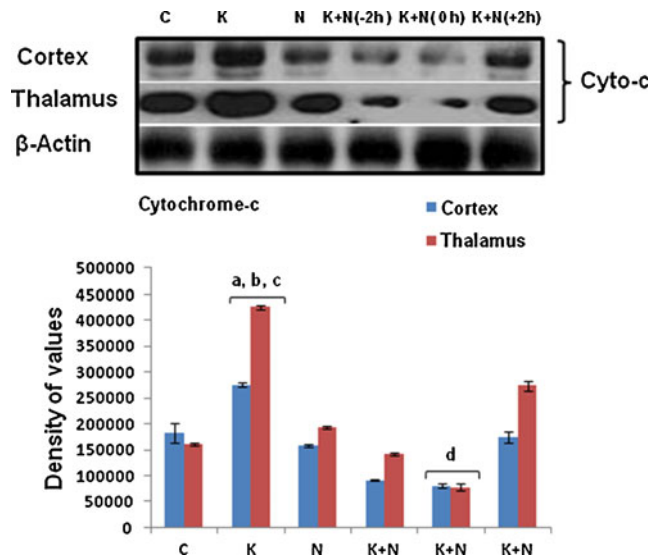 C K N K+N(-2h) K+N(0h) K+N(+2h)
Cortex
Thalamus
Cyto-c
β-Actin
Cytochrome-c
Cortex
Thalamus
Density of values
500000
450000
400000
350000
300000
250000
200000
150000
100000
50000
0
a, b, c
d
C K N K+N K+N K+N